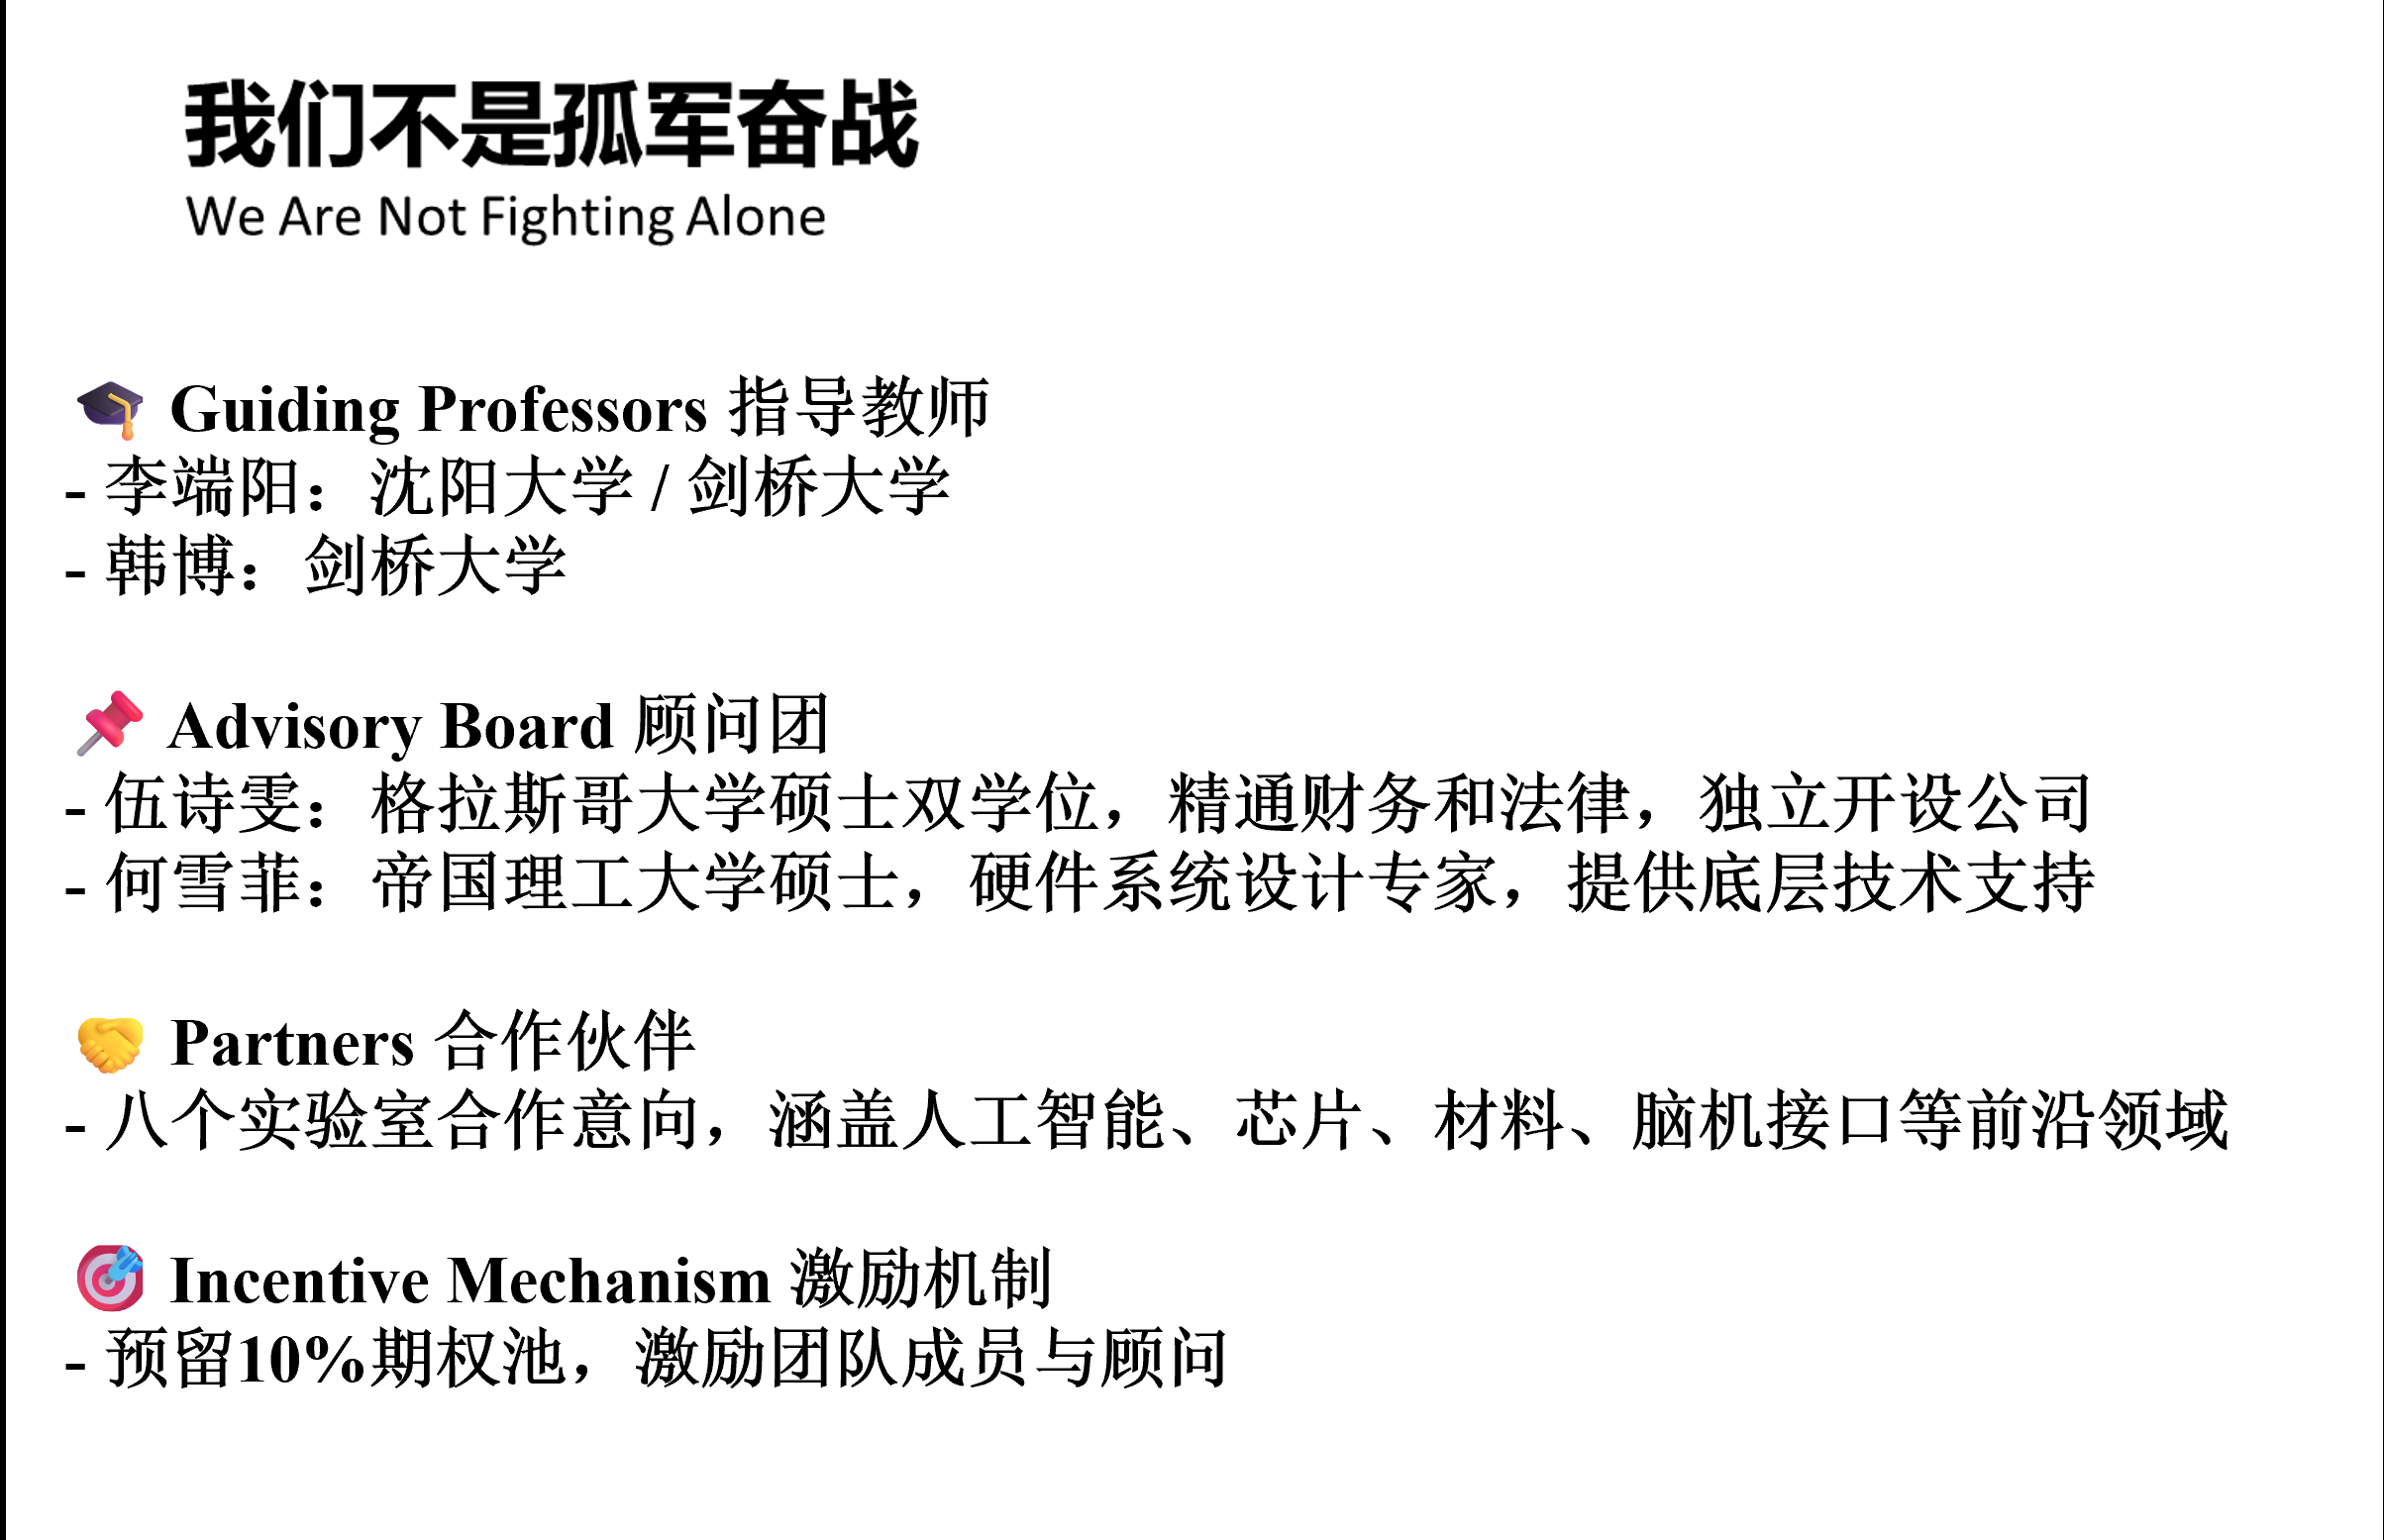 我们不是孤军奋战
We Are Not Fighting Alone
🎓 Guiding Professors 指导教师
- 李端阳：沈阳大学 / 剑桥大学
- 韩博：剑桥大学
📌 Advisory Board 顾问团
- 伍诗雯：格拉斯哥大学硕士双学位，精通财务和法律，独立开设公司
- 何雪菲：帝国理工大学硕士，硬件系统设计专家，提供底层技术支持
🤝 Partners 合作伙伴
- 八个实验室合作意向，涵盖人工智能、芯片、材料、脑机接口等前沿领域
🎯 Incentive Mechanism 激励机制
- 预留10%期权池，激励团队成员与顾问